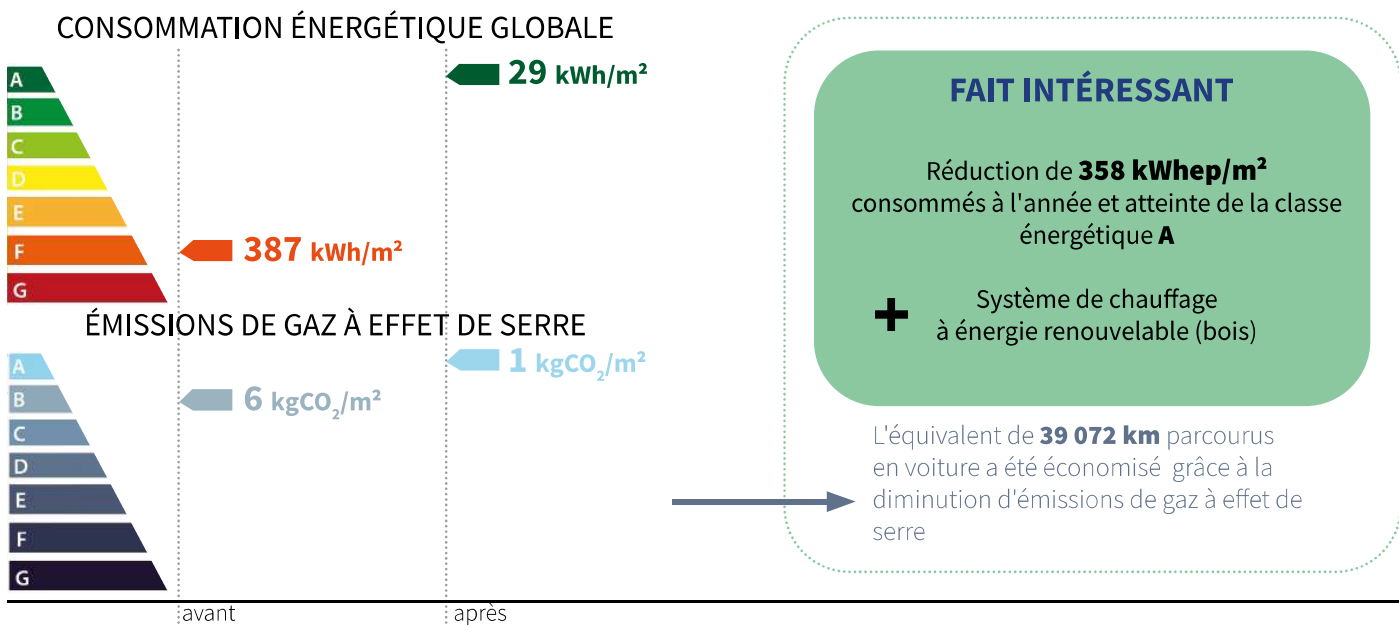 CONSOMMATION ÉNERGÉTIQUE GLOBALE
A
29 kWh/m²
B
C
D
E
F
387 kWh/m²
G
ÉMISSIONS DE GAZ À EFFET DE SERRE
A
1 kgCO₂/m²
B
6 kgCO₂/m²
C
D
E
F
G
avant
après
FAIT INTÉRESSANT
Réduction de 358 kWhep/m²
consommés à l'année et atteinte de la classe
énergétique A
+
Système de chauffage
à énergie renouvelable (bois)
L'équivalent de 39 072 km parcourus
en voiture a été économisé grâce à la
diminution d'émissions de gaz à effet de
serre